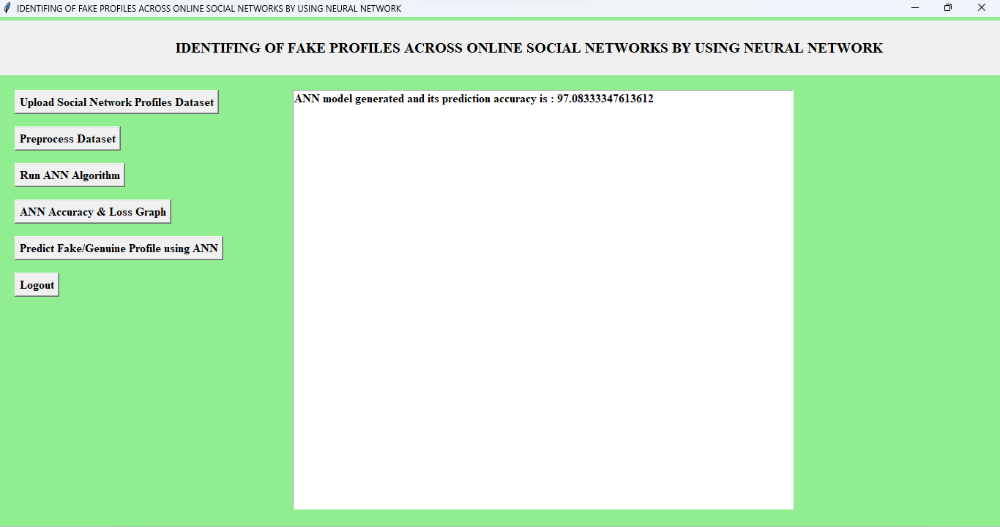 IDENTIFING OF FAKE PROFILES ACROSS ONLINE SOCIAL NETWORKS BY USING NEURAL NETWORK
IDENTIFING OF FAKE PROFILES ACROSS ONLINE SOCIAL NETWORKS BY USING NEURAL NETWORK
Upload Social Network Profiles Dataset
Preprocess Dataset
Run ANN Algorithm
ANN Accuracy & Loss Graph
Predict Fake/Genuine Profile using ANN
Logout
ANN model generated and its prediction accuracy is : 97.08333347613612